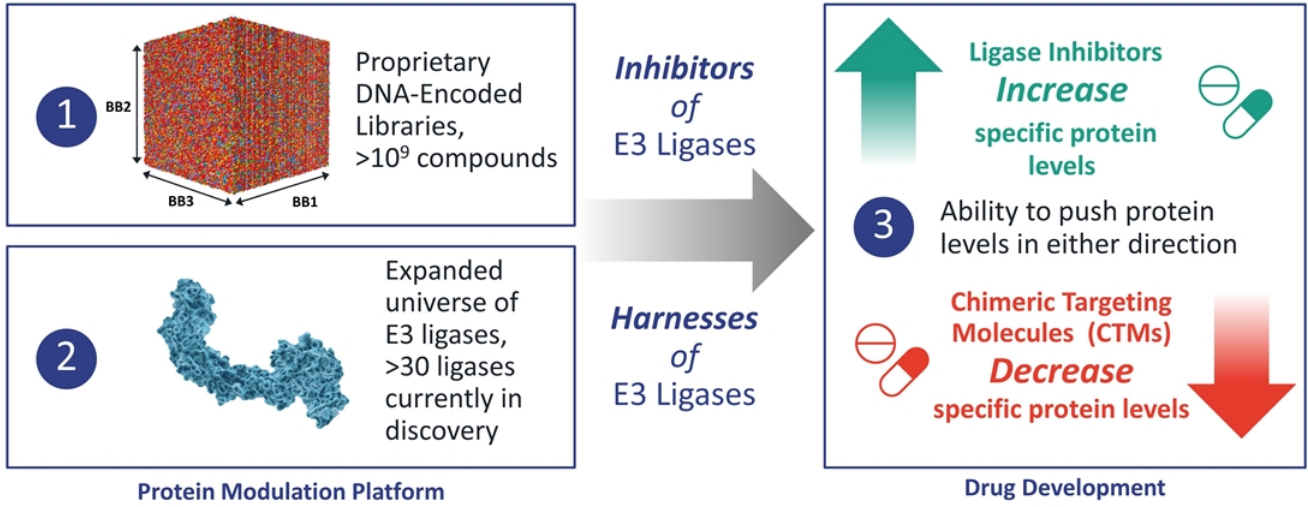 1
BB2
BB3
BB1
Proprietary
DNA-Encoded
Libraries,
>10⁹ compounds
2
Expanded
universe of
E3 ligases,
>30 ligases
currently in
discovery
Protein Modulation Platform
Inhibitors
of
E3 Ligases
Harnesses
of
E3 Ligases
Ligase Inhibitors
Increase
specific protein
levels
3
Ability to push protein
levels in either direction
Chimeric Targeting
Molecules (CTMs)
Decrease
specific protein levels
Drug Development